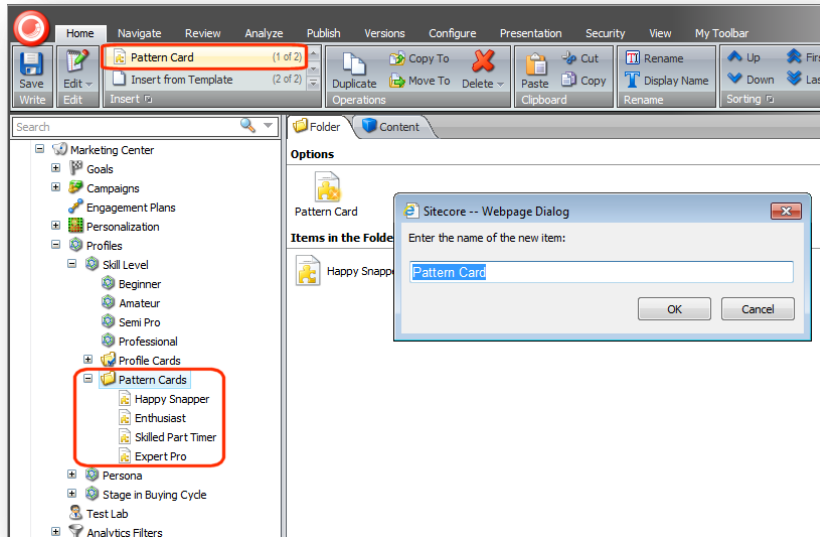 Home Navigate Review Analyze Publish Versions Configure Presentation Security View My Toolbar
Save
Write
Edit
Edit
Pattern Card (1 of 2)
Insert from Template (2 of 2)
Insert
Duplicate
Copy To
Move To
Delete
Operations
Paste
Cut
Copy
Clipboard
Rename
Display Name
Rename
Up
Down
Sorting
Search
Marketing Center
Goals
Campaigns
Engagement Plans
Personalization
Profiles
Skill Level
Beginner
Amateur
Semi Pro
Professional
Profile Cards
Pattern Cards
Happy Snapper
Enthusiast
Skilled Part Timer
Expert Pro
Persona
Stage in Buying Cycle
Test Lab
Analytics Filters
Folder Content
Options
Pattern Card
Items in the Folde
Happy Snappe
Sitecore -- Webpage Dialog
Enter the name of the new item:
Pattern Card
OK Cancel